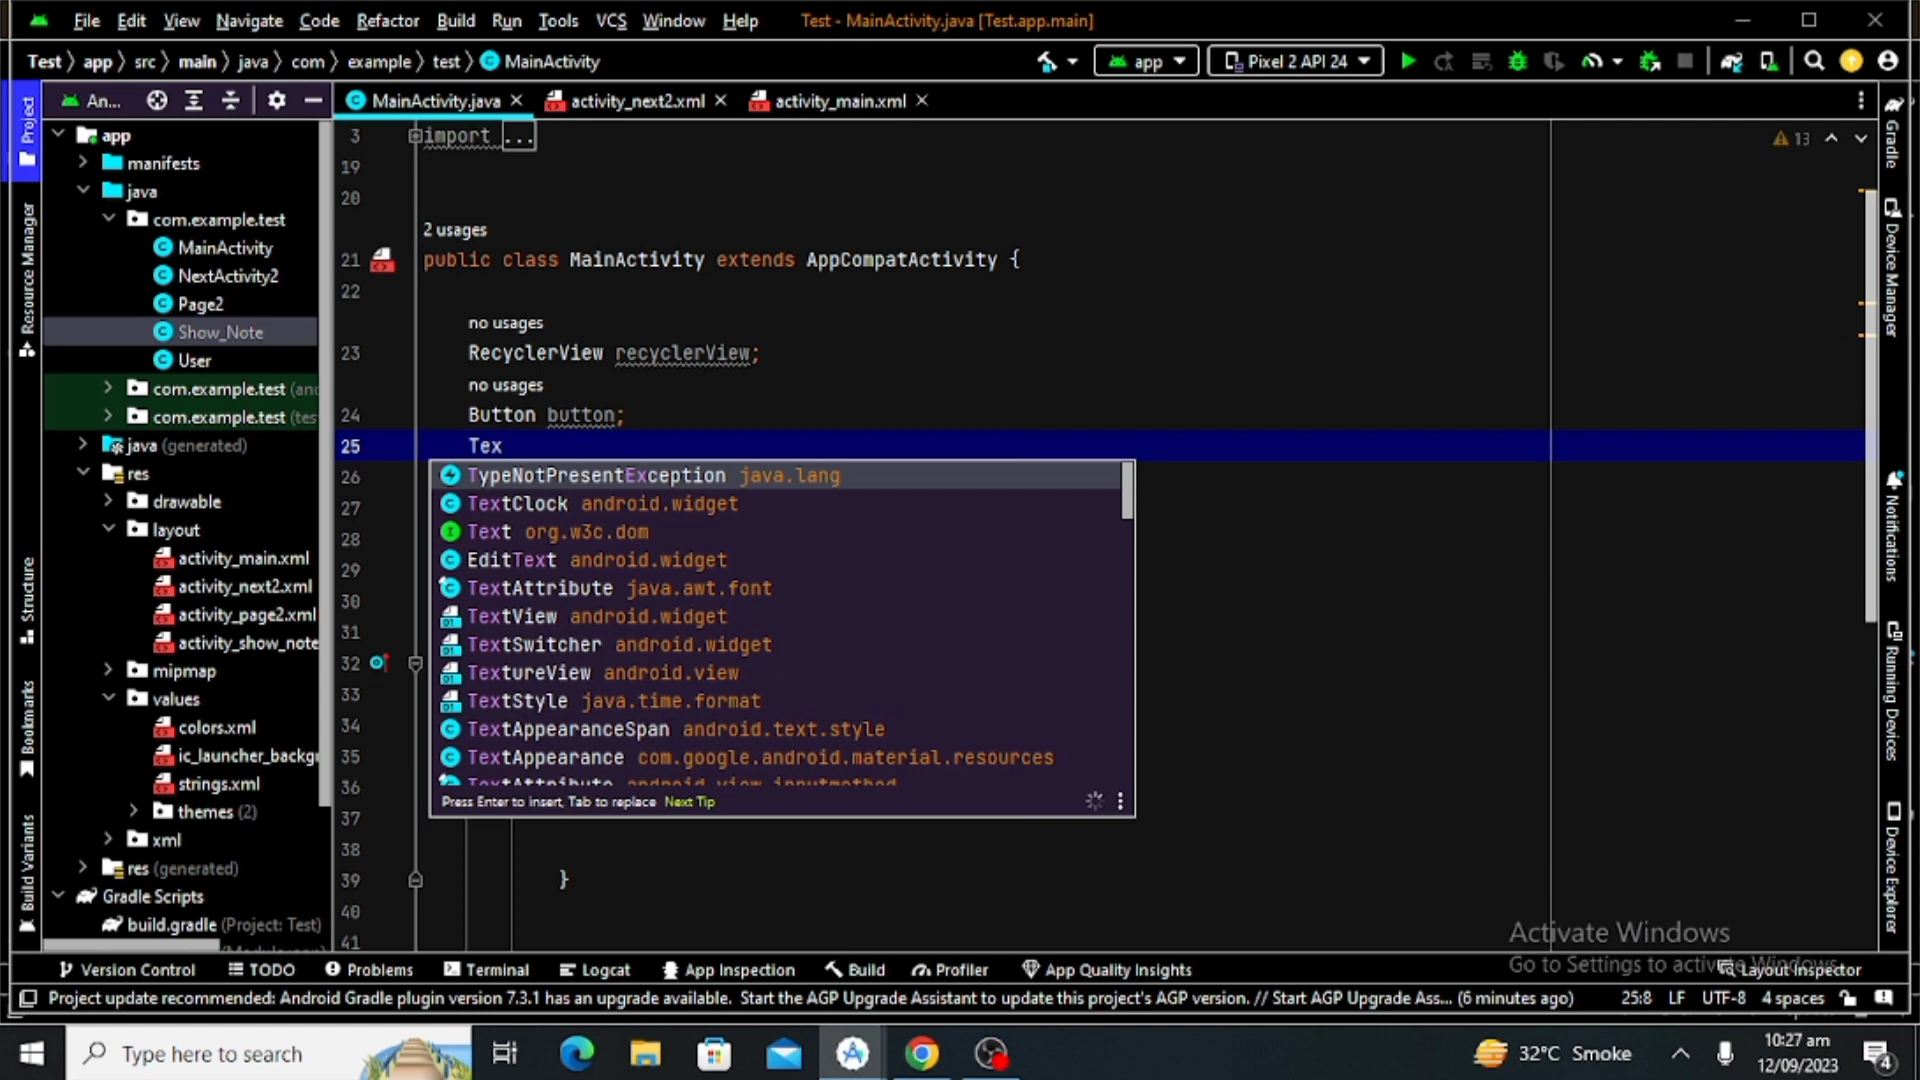 File Edit View Navigate Code Refactor Build Run Tools VCS Window Help Test - MainActivity.java [Test.app.main]
Test app src main java com example test MainActivity
app Pixel 2 API 24
Project
An...
MainActivity.java
activity_next2.xml
activity_main.xml
app
manifests
java
com.example.test
MainActivity
NextActivity2
Page2
Show_Note
User
com.example.test (and
com.example.test (tes
java (generated)
res
drawable
layout
activity_main.xml
activity_next2.xml
activity_page2.xml
activity_show_note
mipmap
values
colors.xml
ic_launcher_backgr
strings.xml
themes (2)
xml
res (generated)
Gradle Scripts
build.gradle (Project: Test)
Resource Manager
Structure
Bookmarks
Build Variants
3 import ...
13
19
20
2 usages
21 public class MainActivity extends AppCompatActivity {
22
no usages
23 RecyclerView recyclerView;
no usages
24 Button button;
25 Tex
26
27
28
29
30
31
32
33
34
35
36
37
38
39 }
40
41
TypeNotPresentException java.lang
TextClock android.widget
Text org.w3c.dom
EditText android.widget
TextAttribute java.awt.font
TextView android.widget
TextSwitcher android.widget
TextureView android.view
TextStyle java.time.format
TextAppearanceSpan android.text.style
TextAppearance com.google.android.material.resources
TextAttribute android.view.inputmethod
Press Enter to insert, Tab to replace Next Tip
Gradle
Device Manager
Notifications
Running Devices
Device Explorer
Activate Windows
Go to Settings to activate Windows.
Version Control TODO Problems Terminal Logcat App Inspection Build Profiler App Quality Insights Layout Inspector
Project update recommended: Android Gradle plugin version 7.3.1 has an upgrade available. Start the AGP Upgrade Assistant to update this project's AGP version. // Start AGP Upgrade Ass... (6 minutes ago) 25:8 LF UTF-8 4 spaces
Type here to search
32°C Smoke
10:27 am
12/09/2023
4